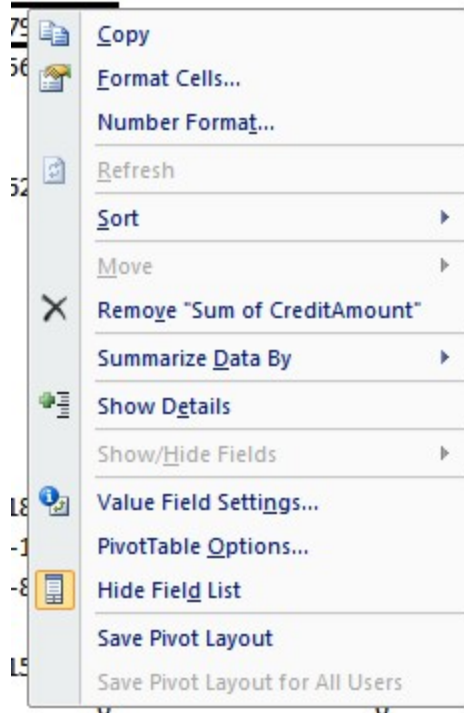 Copy
Format Cells...
Number Format...
Refresh
Sort
Move
Remove "Sum of CreditAmount"
Summarize Data By
Show Details
Show/Hide Fields
Value Field Settings...
PivotTable Options...
Hide Field List
Save Pivot Layout
Save Pivot Layout for All Users